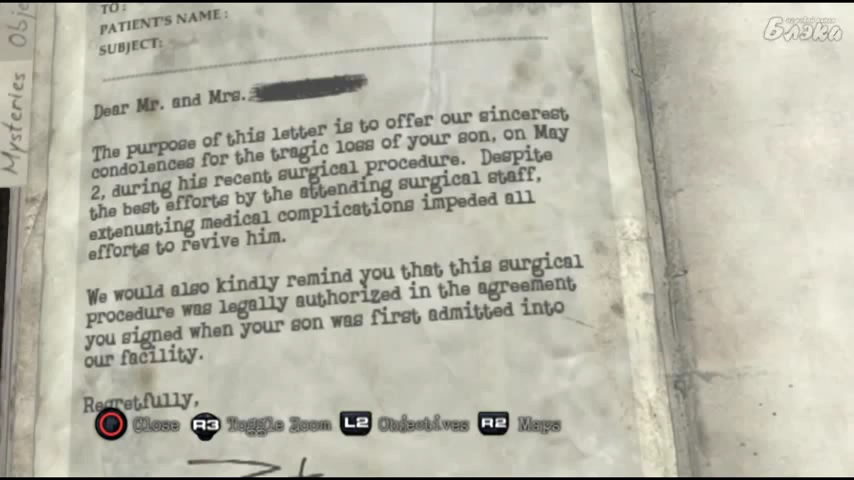 TO:
PATIENT'S NAME:
SUBJECT:
Dear Mr. and Mrs.
The purpose of this letter is to offer our sincerest
condolences for the tragic loss of your son, on May
2, during his recent surgical procedure. Despite
the best efforts by the attending surgical staff,
extenuating medical complications impeded all
efforts to revive him.
We would also kindly remind you that this surgical
procedure was legally authorized in the agreement
you signed when your son was first admitted into
our facility.
Regretfully,
Close R3 Toggle Zoom L2 Objectives R2 Maps
Mysteries
Obje
Блэка